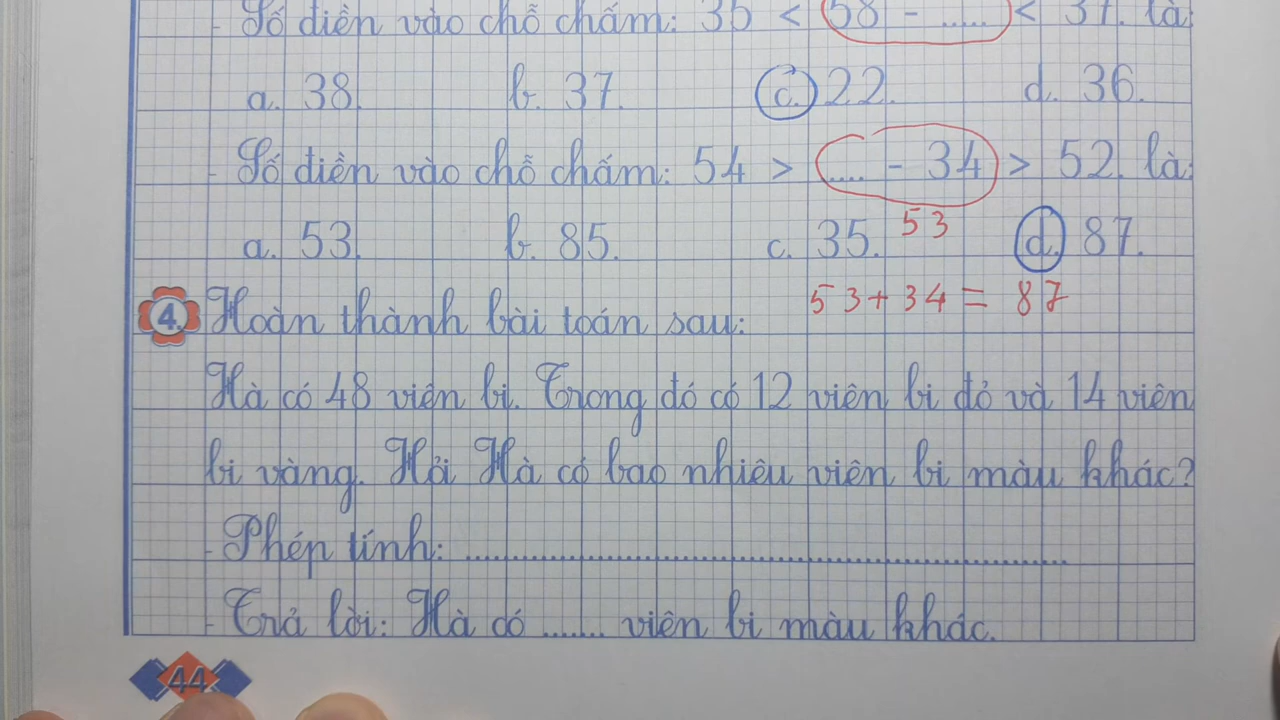 - Số điền vào chỗ chấm: 35 < 58 - ..... < 37. là:
a. 38. b. 37. c. 22. d. 36.
- Số điền vào chỗ chấm: 54 > .... - 34 > 52. là:
53
a. 53. b. 85. c. 35. d. 87.
53 + 34 = 87
4. Hoàn thành bài toán sau:
Hà có 48 viên bi. Trong đó có 12 viên bi đỏ và 14 viên
bi vàng. Hỏi Hà có bao nhiêu viên bi màu khác?
- Phép tính: ......................................................................
- Trả lời: Hà có ....... viên bi màu khác.
44